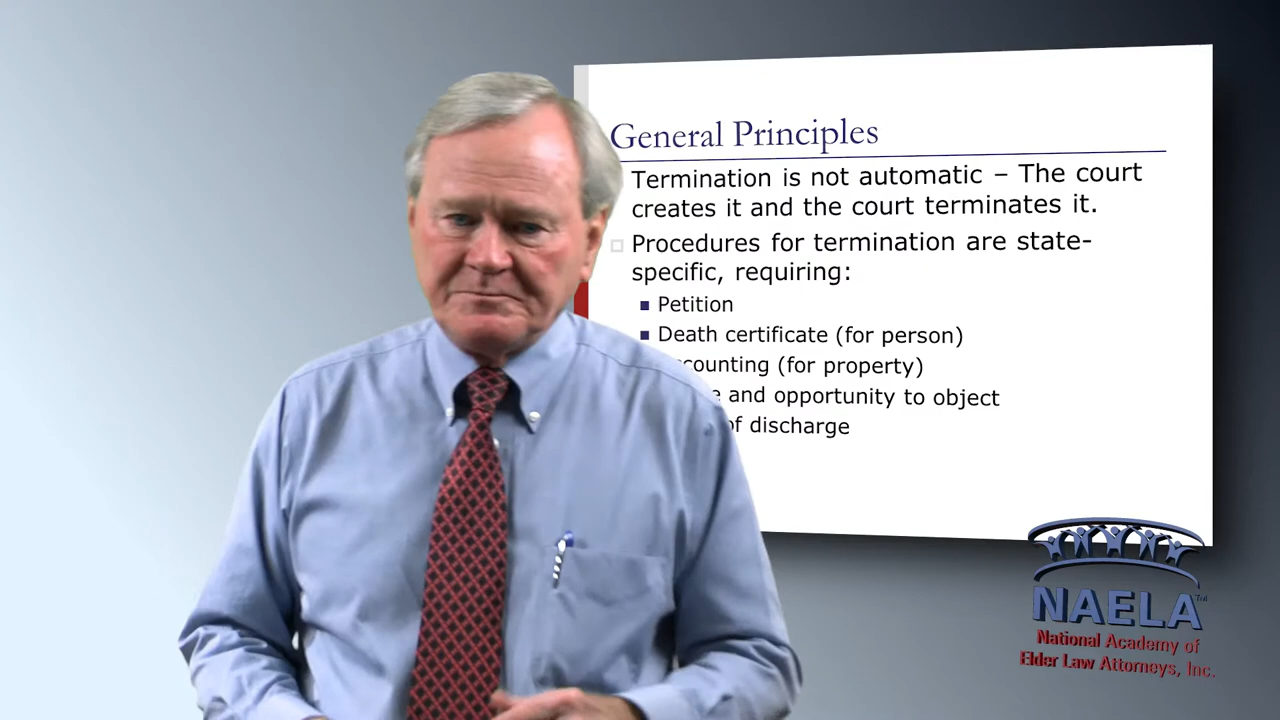 General Principles
Termination is not automatic – The court
creates it and the court terminates it.
Procedures for termination are state-
specific, requiring:
Petition
Death certificate (for person)
(for property)
and opportunity to object
of discharge
NAELA™
National Academy of
Elder Law Attorneys, Inc.